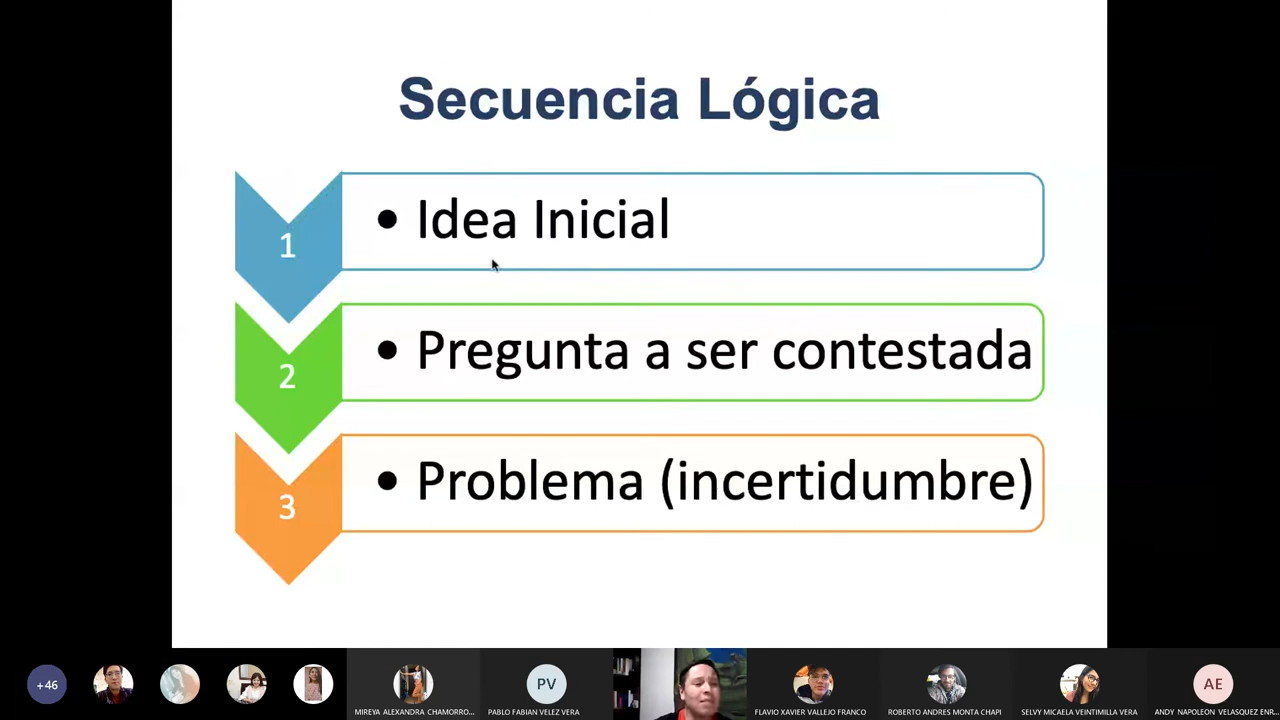 Secuencia Lógica
1
• Idea Inicial
2
• Pregunta a ser contestada
3
• Problema (incertidumbre)
+46
PV
AE
MIREYA ALEXANDRA CHAMORRO...
PABLO FABIAN VELEZ VERA
FLAVIO XAVIER VALLEJO FRANCO
ROBERTO ANDRES MONTA CHAPI
SELVY MICAELA VEINTIMILLA VERA
ANDY NAPOLEON VELASQUEZ ENR...